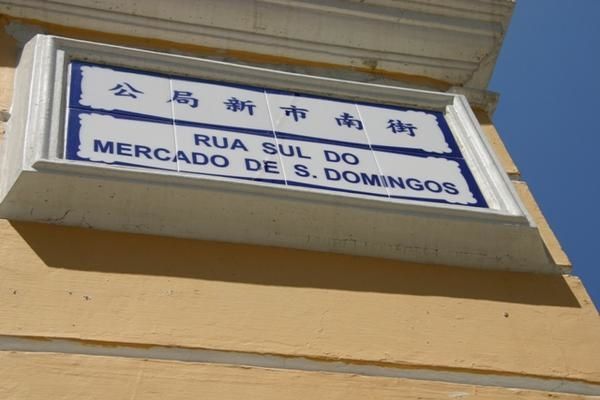 公局新市南街
RUA SUL DO
MERCADO DE S. DOMINGOS